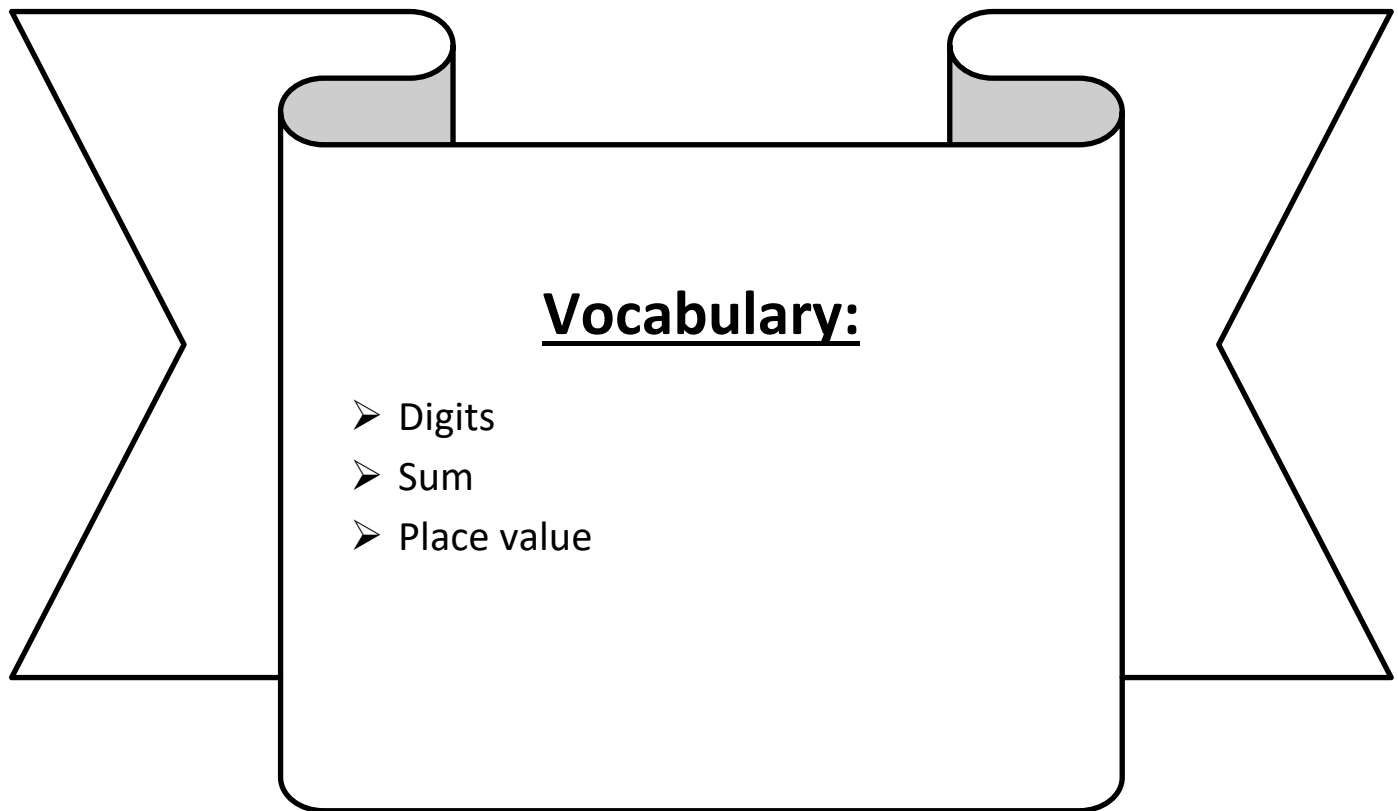 Vocabulary:
➢ Digits
➢ Sum
➢ Place value